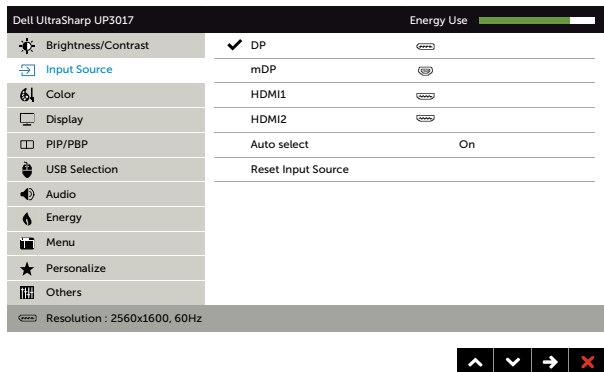 Dell UltraSharp UP3017 Energy Use
Brightness/Contrast DP
Input Source mDP
Color HDMI1
Display HDMI2
PIP/PBP Auto select On
USB Selection Reset Input Source
Audio
Energy
Menu
Personalize
Others
Resolution : 2560x1600, 60Hz